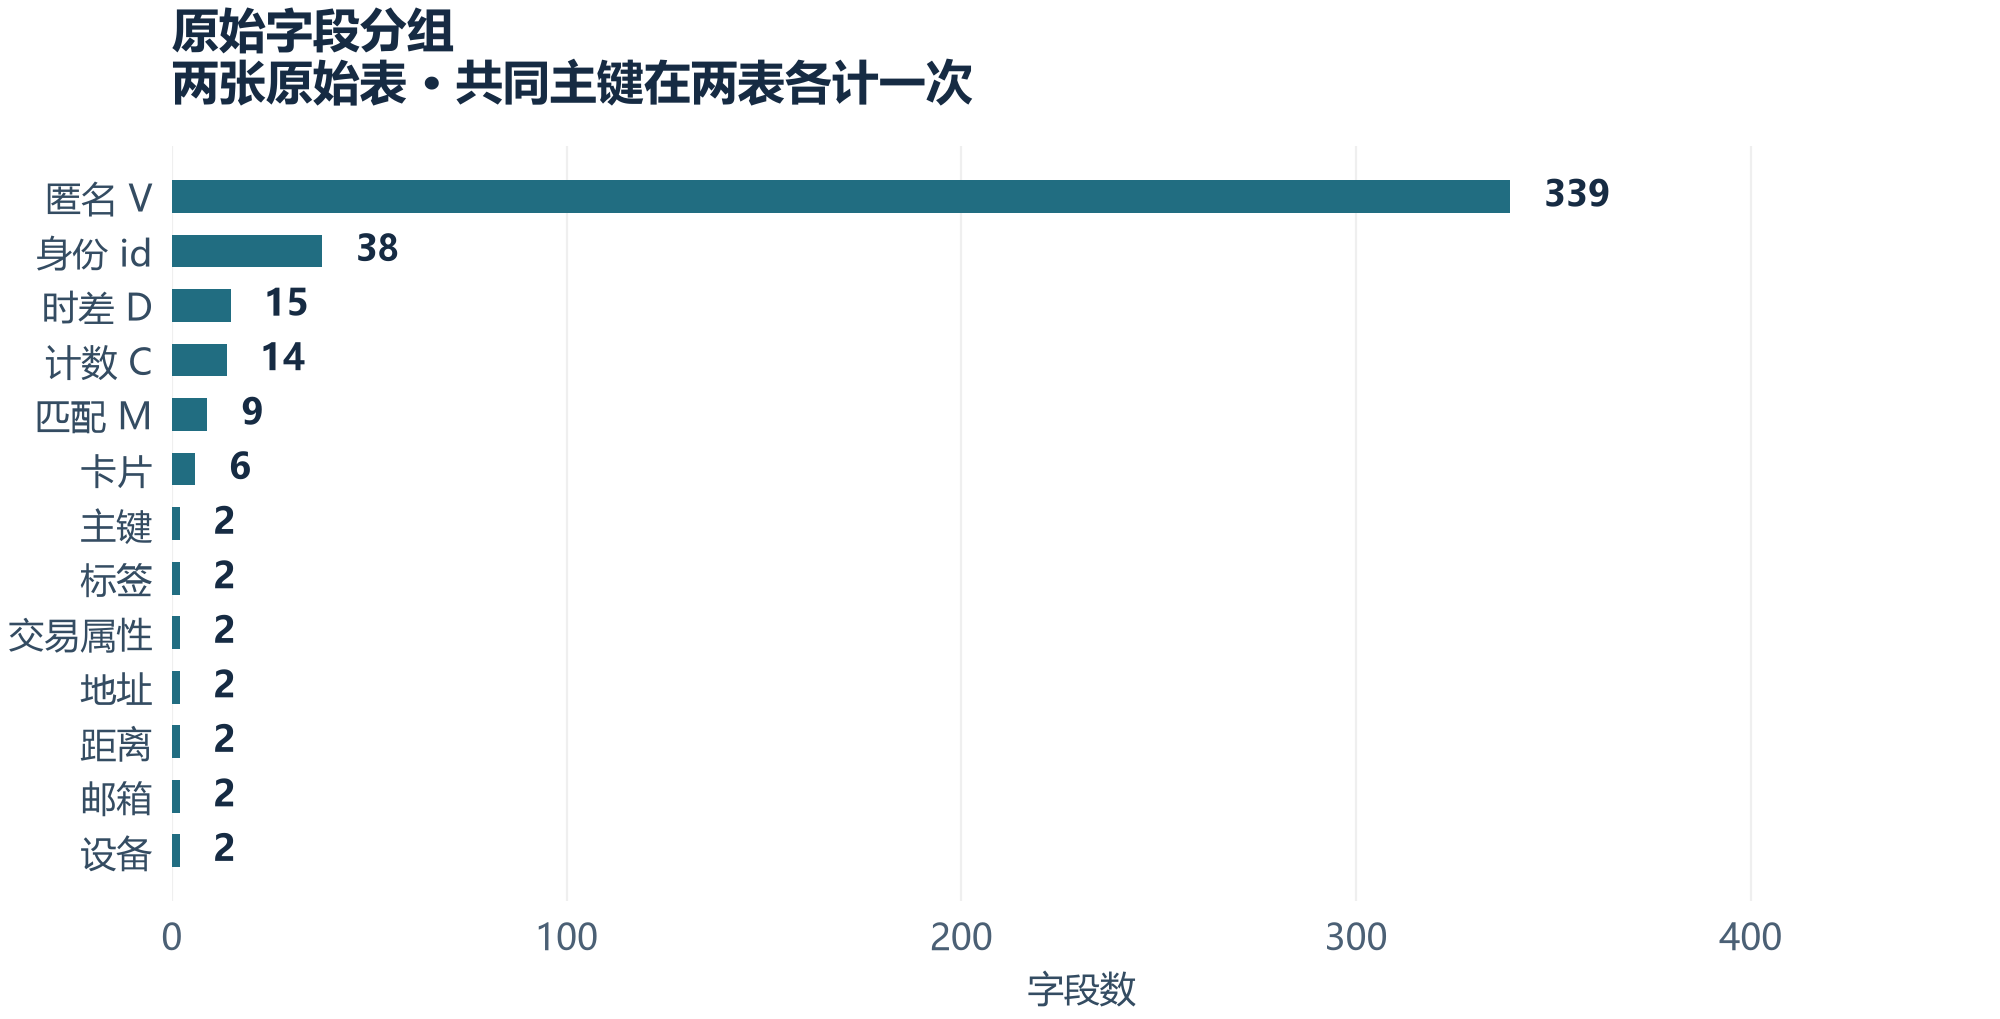 原始字段分组
两张原始表 • 共同主键在两表各计一次
匿名 V 339
身份 id 38
时差 D 15
计数 C 14
匹配 M 9
卡片 6
主键 2
标签 2
交易属性 2
地址 2
距离 2
邮箱 2
设备 2
0 100 200 300 400
字段数